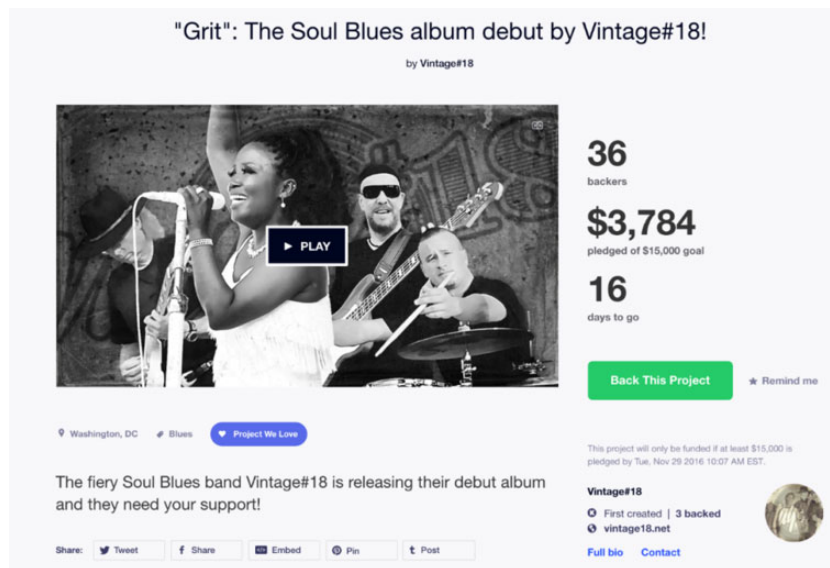 "Grit": The Soul Blues album debut by Vintage#18!
by Vintage#18
#18
PLAY
36
backers
$3,784
pledged of $15,000 goal
16
days to go
Back This Project
Remind me
Washington, DC
Blues
Project We Love
This project will only be funded if at least $15,000 is
pledged by Tue, Nov 29 2016 10:07 AM EST.
The fiery Soul Blues band Vintage#18 is releasing their debut album
and they need your support!
Vintage#18
First created | 3 backed
vintage18.net
Full bio Contact
Share: Tweet Share Embed Pin Post